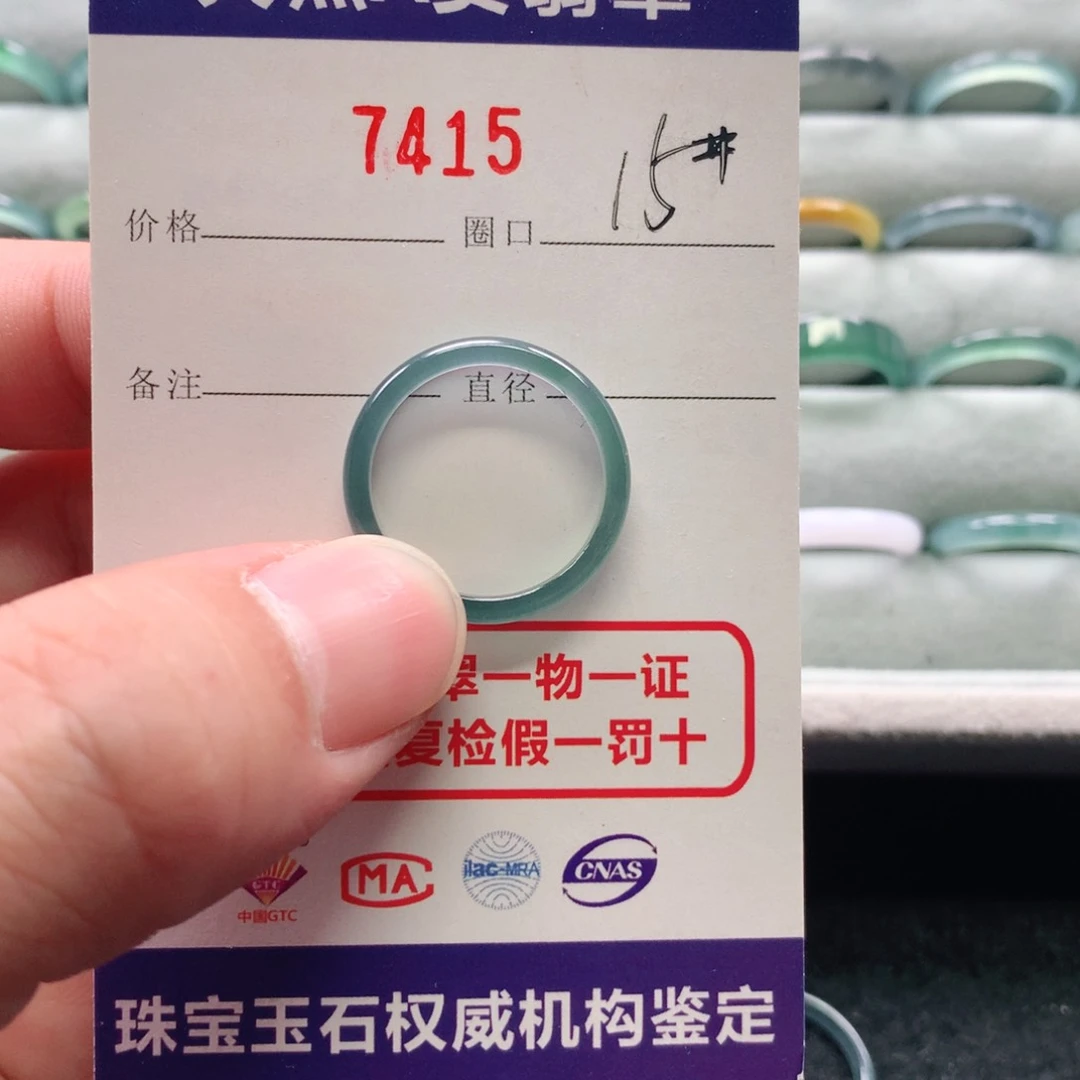 7415
15#
价格 圈口
备注 直径
翠一物一证
复检假一罚十
GTC
中国GTC
MA
ilac-MRA
CNAS
珠宝玉石权威机构鉴定